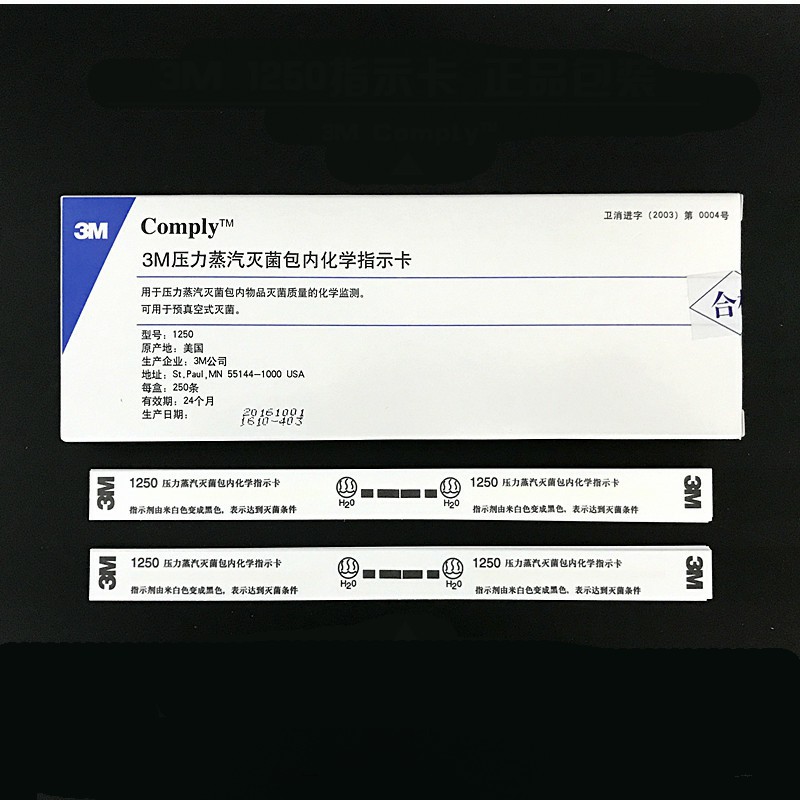 3M
Comply™
卫消进字 (2003) 第 0004号
3M压力蒸汽灭菌包内化学指示卡
用于压力蒸汽灭菌包内物品灭菌质量的化学监测。
可用于预真空式灭菌。
合
型号: 1250
原产地: 美国
生产企业: 3M公司
地址: St.Paul,MN 55144-1000 USA
每盒: 250条
有效期: 24个月
生产日期: 20161001
1610-403
3M
1250 压力蒸汽灭菌包内化学指示卡
H2O
H2O
1250 压力蒸汽灭菌包内化学指示卡
3M
指示剂由米白色变成黑色, 表示达到灭菌条件
指示剂由米白色变成黑色, 表示达到灭菌条件
3M
1250 压力蒸汽灭菌包内化学指示卡
H2O
H2O
1250 压力蒸汽灭菌包内化学指示卡
3M
指示剂由米白色变成黑色, 表示达到灭菌条件
指示剂由米白色变成黑色, 表示达到灭菌条件